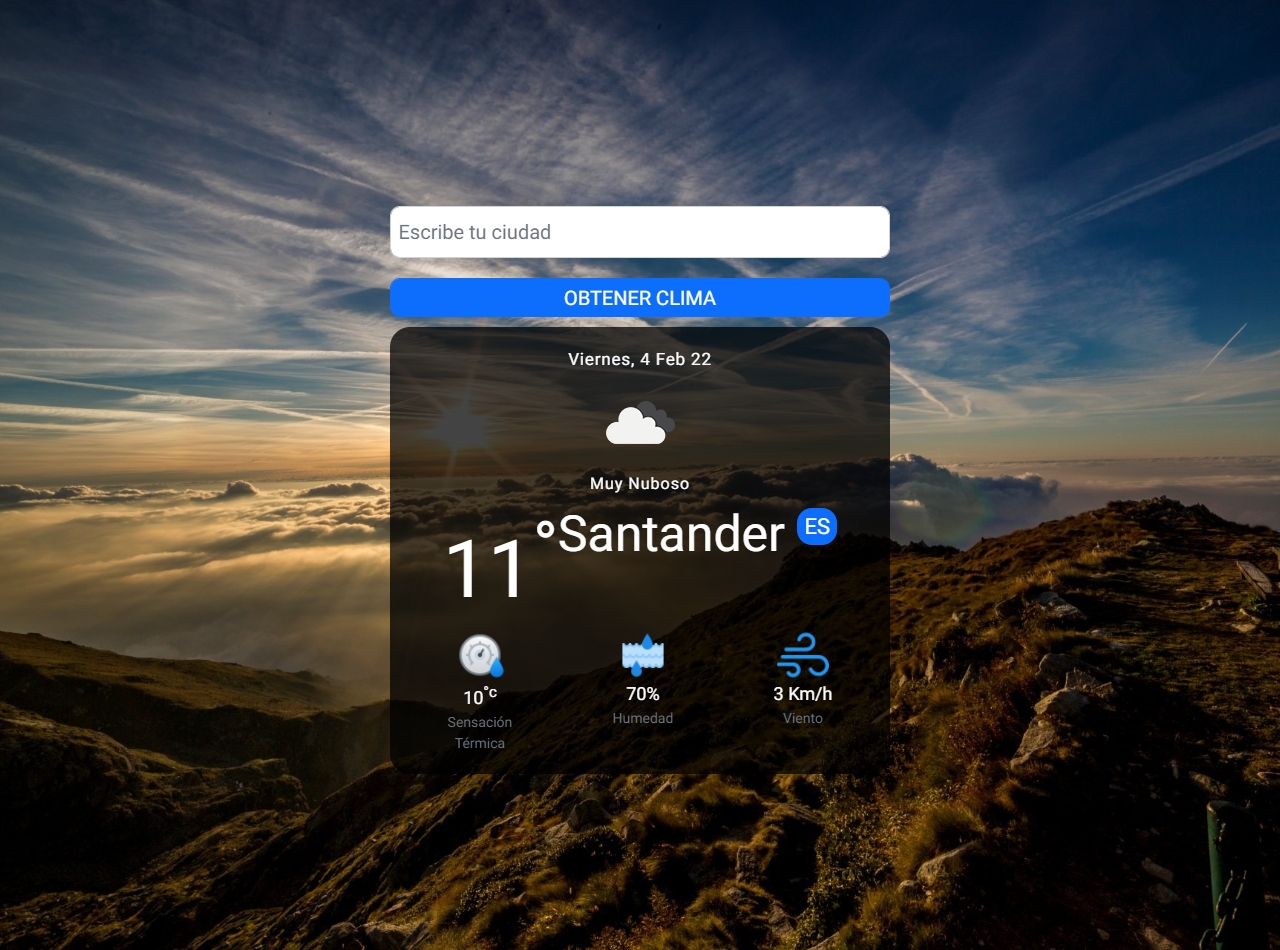 Escribe tu ciudad
OBTENER CLIMA
Viernes, 4 Feb 22
Muy Nuboso
11°Santander ES
10°c
70%
3 Km/h
Sensación
Térmica
Humedad
Viento